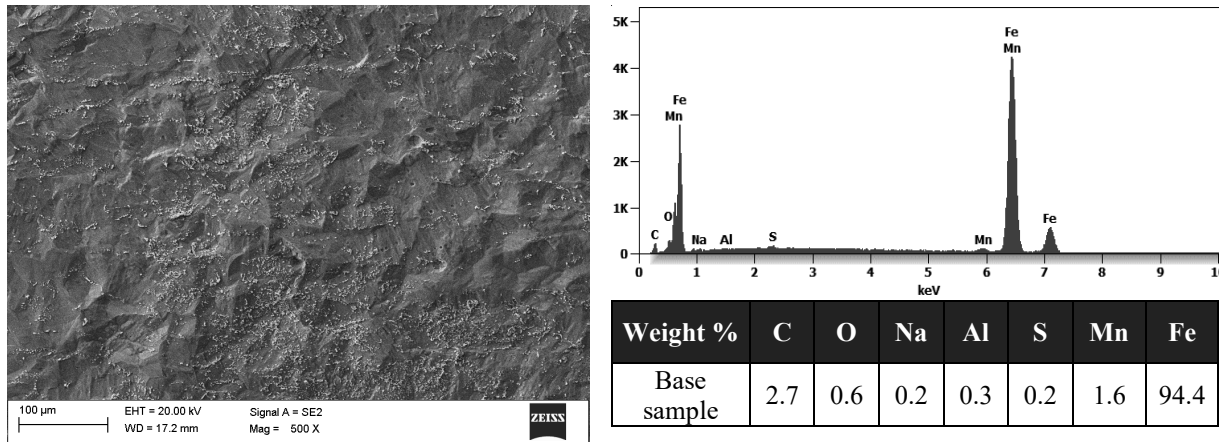 100 µm
EHT = 20.00 kV
WD = 17.2 mm
Signal A = SE2
Mag = 500 X
ZEISS
5K
4K
3K
2K
1K
0
Fe
Mn
Fe
Mn
O
C
Na
Al
S
Mn
Fe
0 1 2 3 4 5 6 7 8 9 10
keV
Weight % C O Na Al S Mn Fe
Base sample 2.7 0.6 0.2 0.3 0.2 1.6 94.4